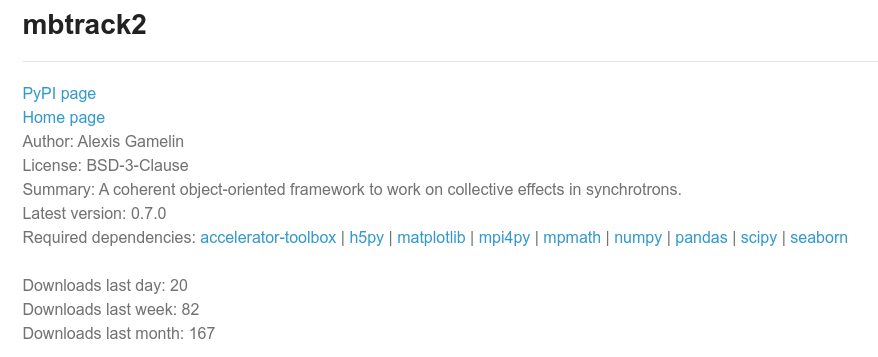 mbtrack2
PyPI page
Home page
Author: Alexis Gamelin
License: BSD-3-Clause
Summary: A coherent object-oriented framework to work on collective effects in synchrotrons.
Latest version: 0.7.0
Required dependencies: accelerator-toolbox | h5py | matplotlib | mpi4py | mpmath | numpy | pandas | scipy | seaborn
Downloads last day: 20
Downloads last week: 82
Downloads last month: 167